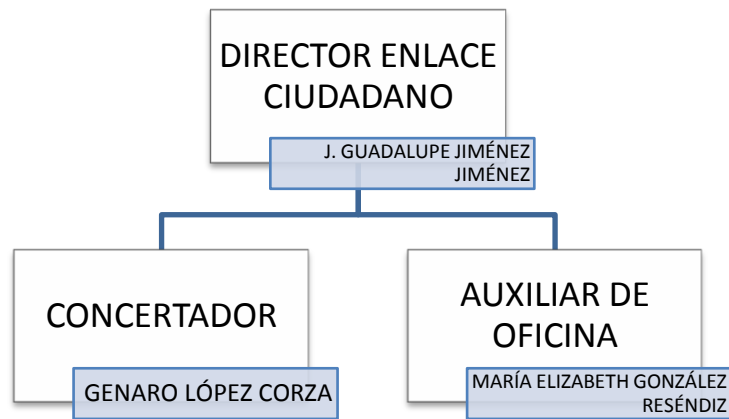 DIRECTOR ENLACE
CIUDADANO
J. GUADALUPE JIMÉNEZ
JIMÉNEZ
CONCERTADOR
GENARO LÓPEZ CORZA
AUXILIAR DE
OFICINA
MARÍA ELIZABETH GONZÁLEZ
RESÉNDIZ